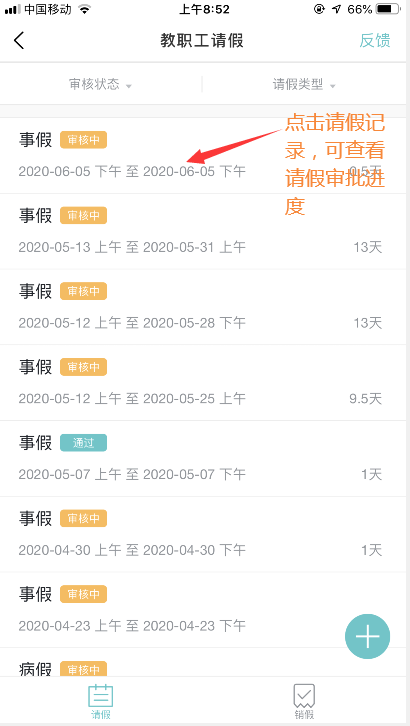 中国移动 上午8:52 66%
教职工请假 反馈
审核状态 请假类型
点击请假记
录，可查看
请假审批进
度
事假 审核中
2020-06-05 下午 至 2020-06-05 下午 0.5天
事假 审核中
2020-05-13 上午 至 2020-05-31 上午 13天
事假 审核中
2020-05-12 上午 至 2020-05-28 下午 13天
事假 审核中
2020-05-12 上午 至 2020-05-25 上午 9.5天
事假 通过
2020-05-07 上午 至 2020-05-07 下午 1天
事假 审核中
2020-04-30 上午 至 2020-04-30 下午 1天
事假 审核中
2020-04-23 上午 至 2020-04-23 下午
病假 审核中
请假 销假